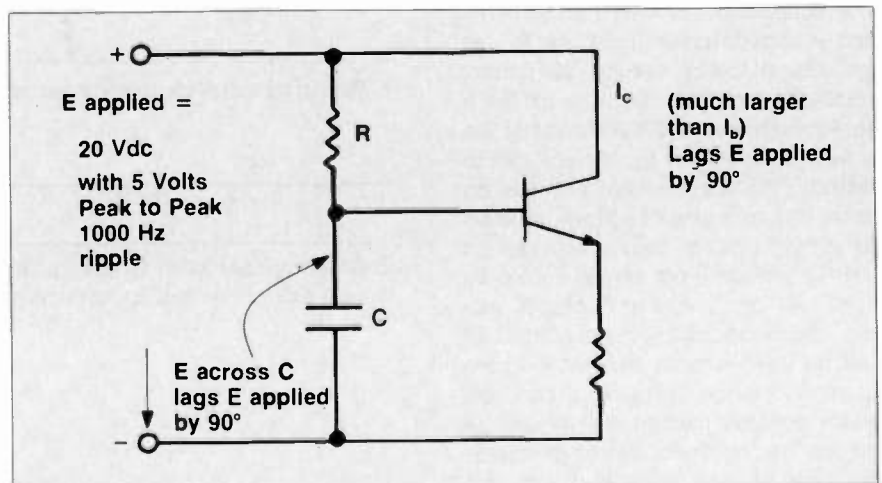 +
E applied =
20 Vdc
with 5 Volts
Peak to Peak
1000 Hz
ripple
R
Ic
(much larger
than Ib)
Lags E applied
by 90°
C
E across C
lags E applied
by 90°
−